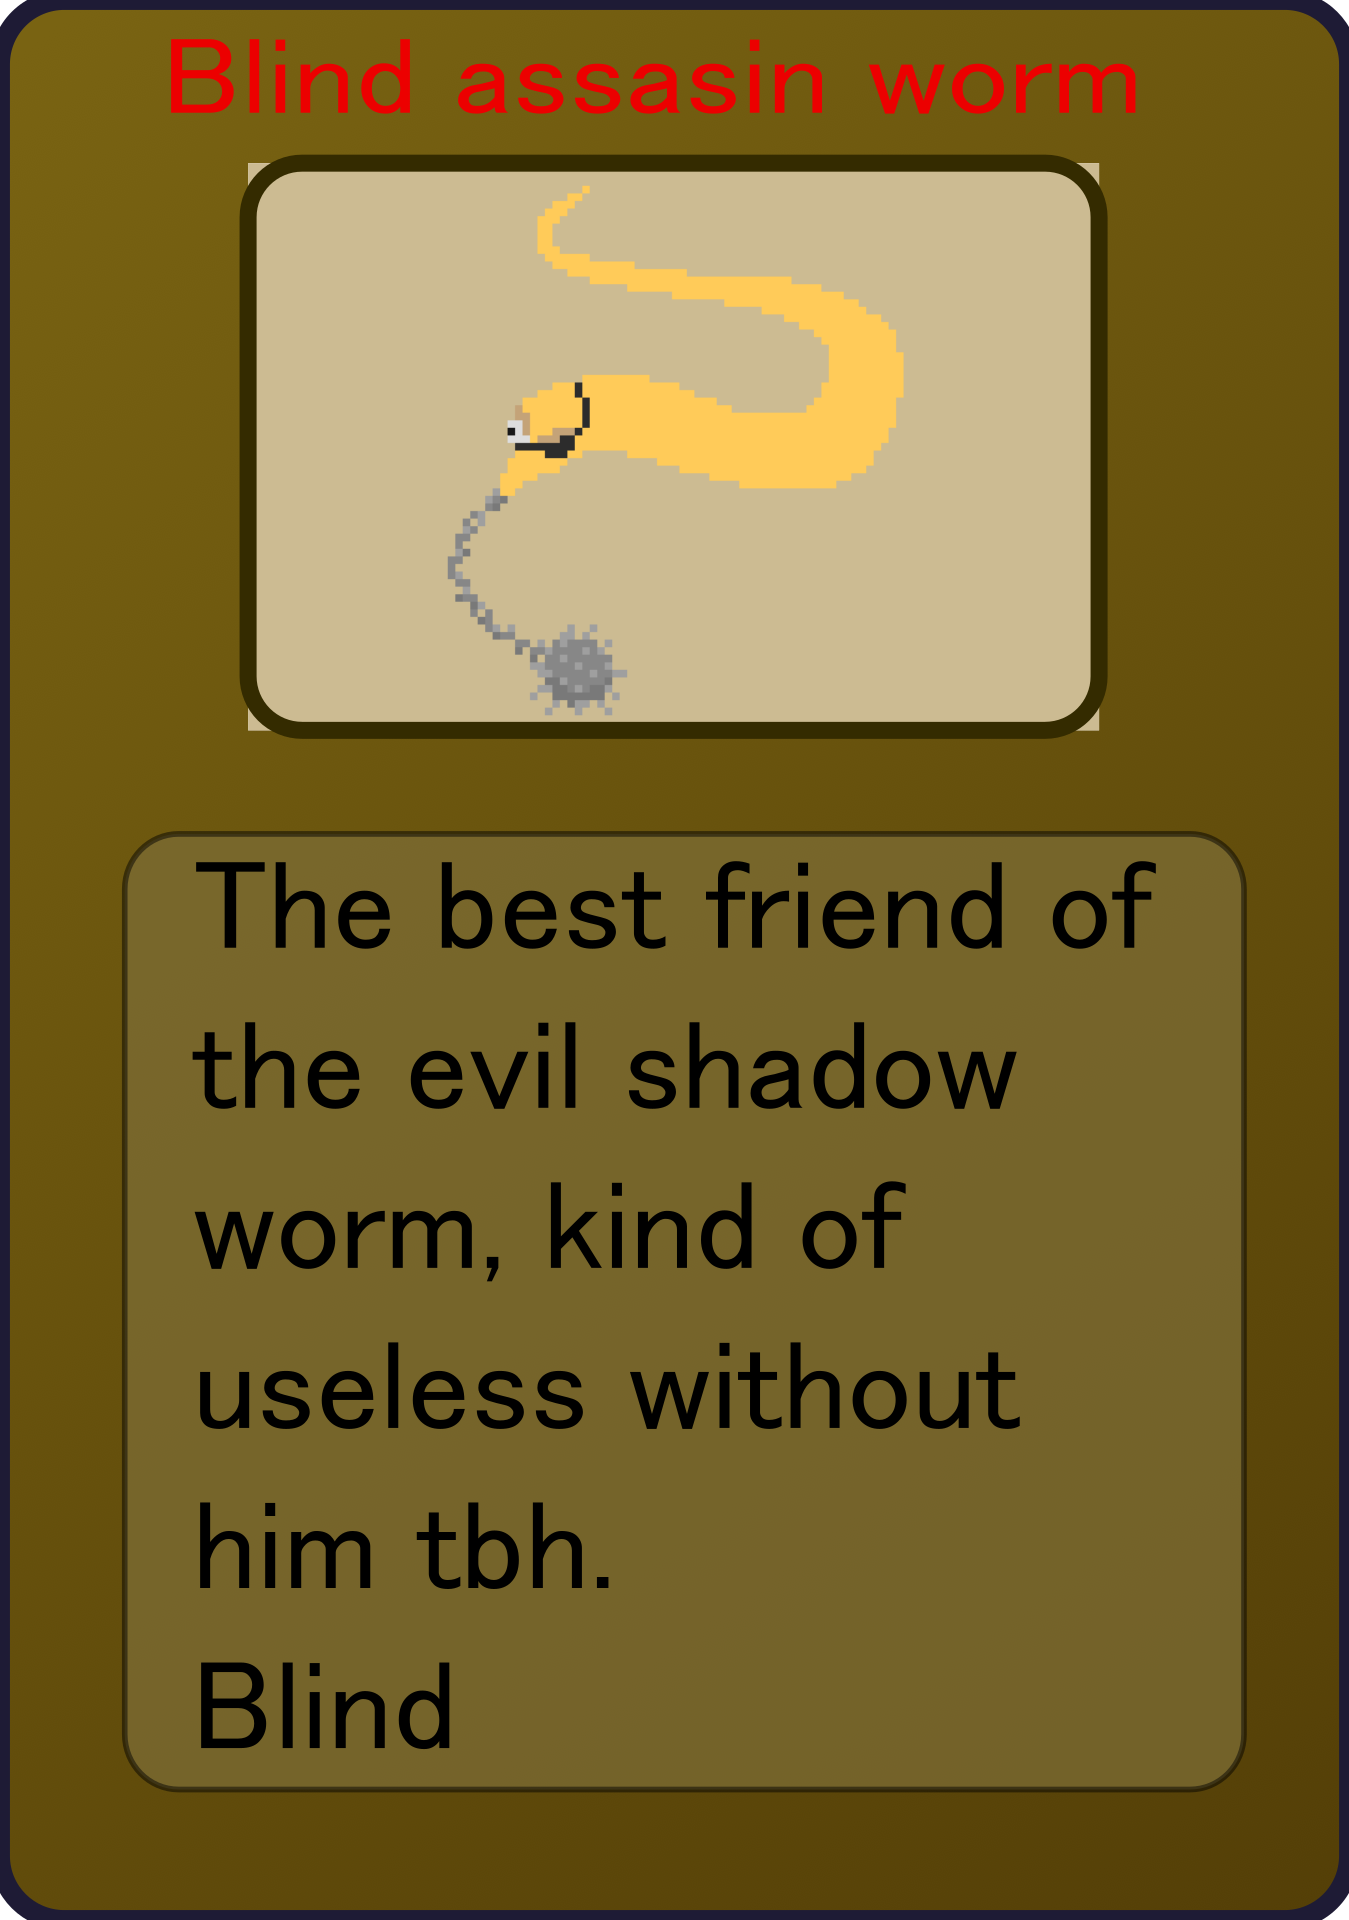 Blind assasin worm
The best friend of
the evil shadow
worm, kind of
useless without
him tbh.
Blind